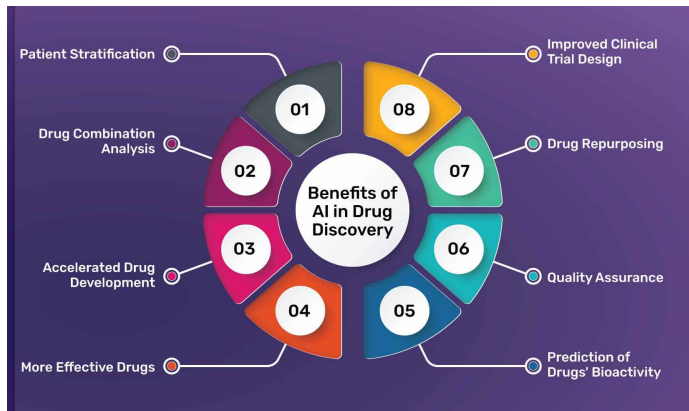 Patient Stratification
01
Drug Combination
Analysis
02
Accelerated Drug
Development
03
More Effective Drugs
04
Benefits of
AI in Drug
Discovery
Improved Clinical
Trial Design
08
Drug Repurposing
07
Quality Assurance
06
Prediction of
Drugs' Bioactivity
05